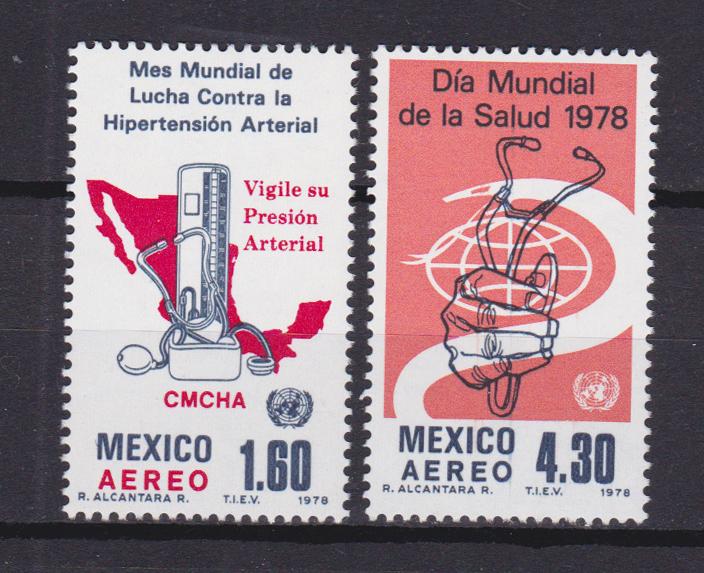 Mes Mundial de
Lucha Contra la
Hipertensión Arterial
Vigile su
Presión
Arterial
CMCHA
MEXICO
AEREO
1.60
R. ALCANTARA R. T.I.E.V. 1978
Día Mundial
de la Salud 1978
MEXICO
AEREO
4.30
R. ALCANTARA R. T.I.E.V. 1978